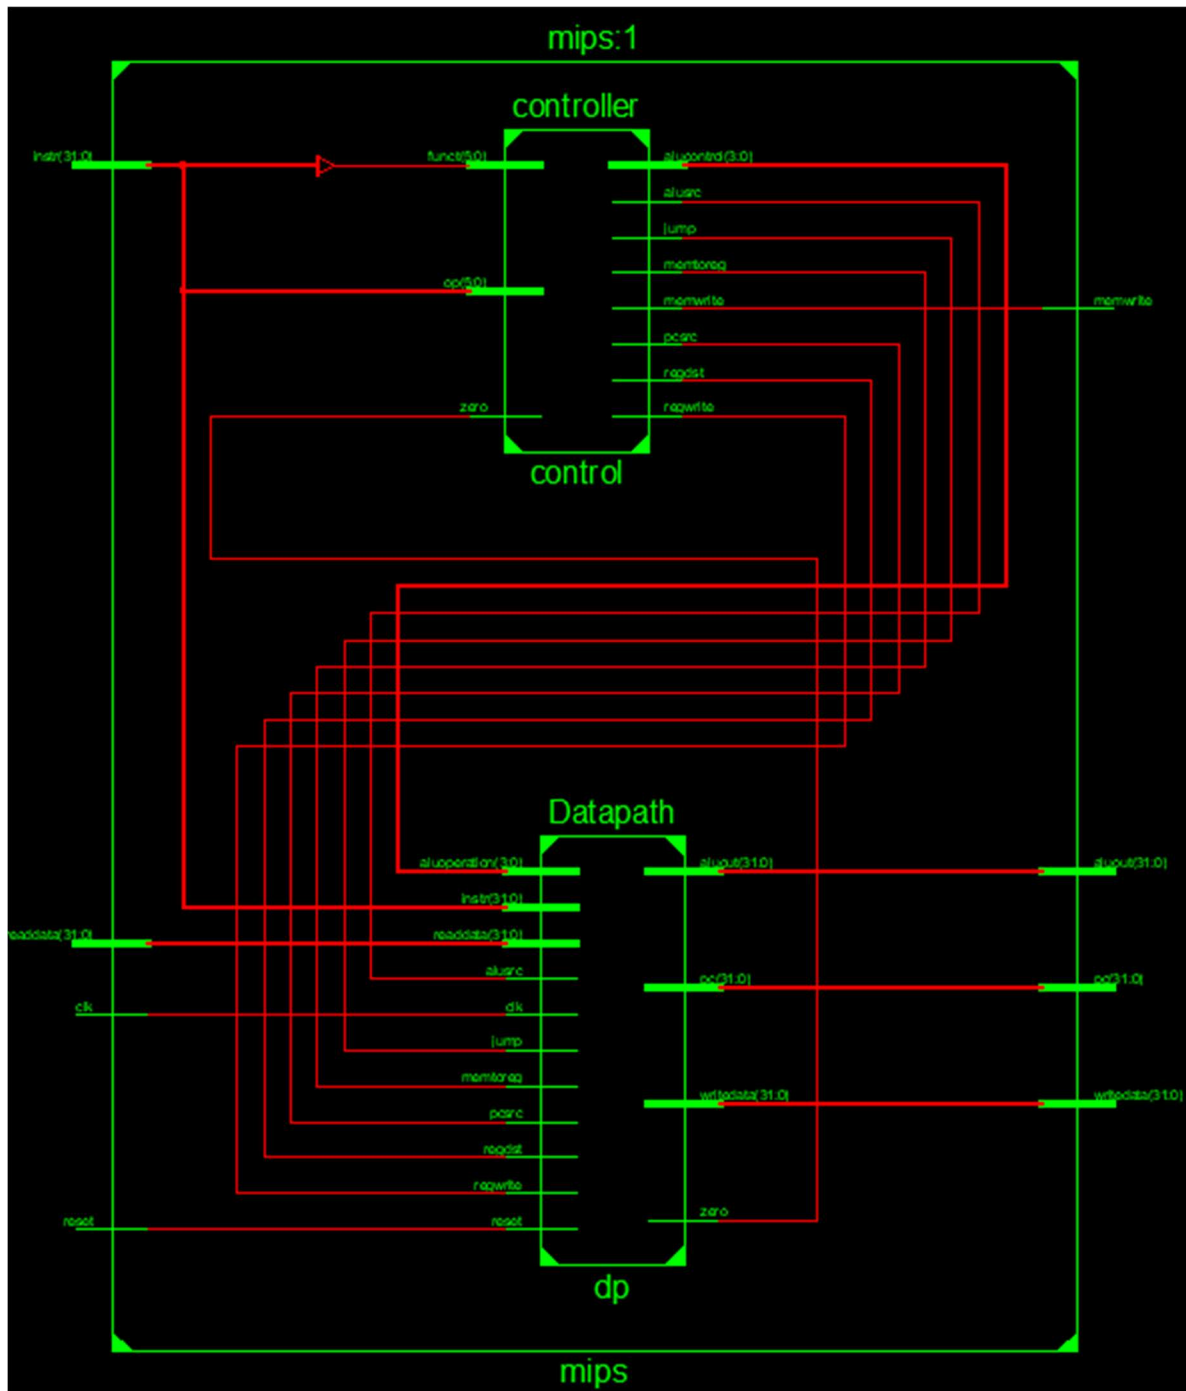 mips:1
controller
instr(31:0)
funct(5:0)
alucontrol(3:0)
alusrc
jump
op(5:0)
memtoreg
memwrite
memwrite
pcsrc
regdst
zero
regwrite
control
Datapath
aluoperation(3:0)
aluout(31:0)
aluout(31:0)
instr(31:0)
readdata(31:0)
readdata(31:0)
alusrc
pc(31:0)
pc(31:0)
clk
clk
jump
memtoreg
writedata(31:0)
writedata(31:0)
pcsrc
regdst
regwrite
zero
reset
reset
dp
mips